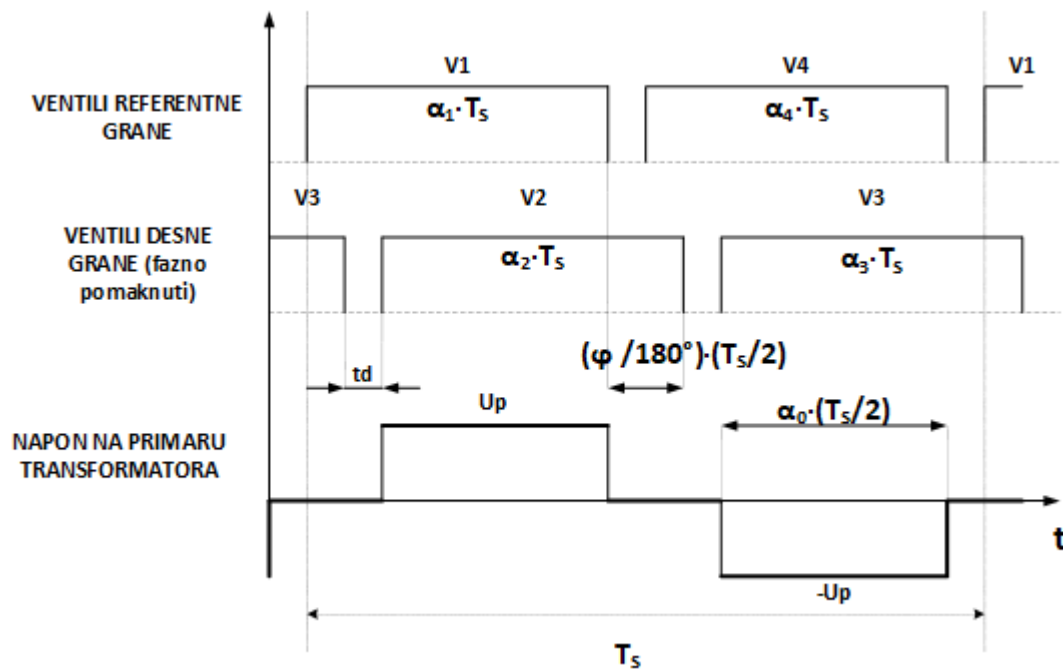 V1
V4
V1
VENTILI REFERENTNE
GRANE
α₁·Tₛ
α₄·Tₛ
V3
V2
V3
VENTILI DESNE
GRANE (fazno
pomaknuti)
α₂·Tₛ
α₃·Tₛ
(φ /180°)·(Tₛ/2)
td
Up
α₀·(Tₛ/2)
NAPON NA PRIMARU
TRANSFORMATORA
t
-Up
Tₛ